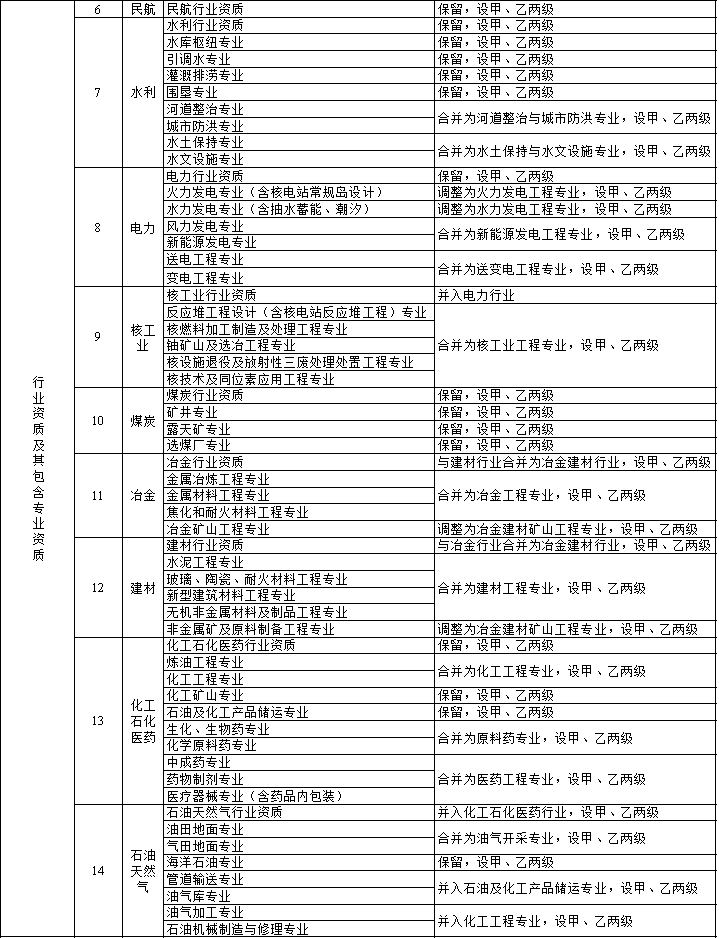 行业资质及其包含专业资质
6 民航 民航行业资质 保留，设甲、乙两级
7 水利 水利行业资质 保留，设甲、乙两级
水库枢纽专业 保留，设甲、乙两级
引调水专业 保留，设甲、乙两级
灌溉排涝专业 保留，设甲、乙两级
围垦专业 保留，设甲、乙两级
河道整治专业 合并为河道整治与城市防洪专业，设甲、乙两级
城市防洪专业
水土保持专业 合并为水土保持与水文设施专业，设甲、乙两级
水文设施专业
8 电力 电力行业资质 保留，设甲、乙两级
火力发电专业（含核电站常规岛设计） 调整为火力发电工程专业，设甲、乙两级
水力发电专业（含抽水蓄能、潮汐） 调整为水力发电工程专业，设甲、乙两级
风力发电专业 合并为新能源发电工程专业，设甲、乙两级
新能源发电专业
送电工程专业 合并为送变电工程专业，设甲、乙两级
变电工程专业
9 核工业 核工业行业资质 并入电力行业
反应堆工程设计（含核电站反应堆工程）专业 合并为核工业工程专业，设甲、乙两级
核燃料加工制造及处理工程专业
铀矿山及选冶工程专业
核设施退役及放射性三废处理处置工程专业
核技术及同位素应用工程专业
10 煤炭 煤炭行业资质 保留，设甲、乙两级
矿井专业 保留，设甲、乙两级
露天矿专业 保留，设甲、乙两级
选煤厂专业 保留，设甲、乙两级
11 冶金 冶金行业资质 与建材行业合并为冶金建材行业，设甲、乙两级
金属冶炼工程专业 合并为冶金工程专业，设甲、乙两级
金属材料工程专业
焦化和耐火材料工程专业
冶金矿山工程专业 调整为冶金建材矿山工程专业，设甲、乙两级
12 建材 建材行业资质 与冶金行业合并为冶金建材行业，设甲、乙两级
水泥工程专业 合并为建材工程专业，设甲、乙两级
玻璃、陶瓷、耐火材料工程专业
新型建筑材料工程专业
无机非金属材料及制品工程专业
非金属矿及原料制备工程专业 调整为冶金建材矿山工程专业，设甲、乙两级
13 化工石化医药 化工石化医药行业资质 保留，设甲、乙两级
炼油工程专业 合并为化工工程专业，设甲、乙两级
化工工程专业
化工矿山专业 保留，设甲、乙两级
石油及化工产品储运专业 保留，设甲、乙两级
生化、生物药专业 合并为原料药专业，设甲、乙两级
化学原料药专业
中成药专业 合并为医药工程专业，设甲、乙两级
药物制剂专业
医疗器械专业（含药品内包装）
14 石油天然气 石油天然气行业资质 并入化工石化医药行业，设甲、乙两级
油田地面专业 合并为油气开采专业，设甲、乙两级
气田地面专业
海洋石油专业 保留，设甲、乙两级
管道输送专业 并入石油及化工产品储运专业，设甲、乙两级
油气库专业
油气加工专业 并入化工工程专业，设甲、乙两级
石油机械制造与修理专业